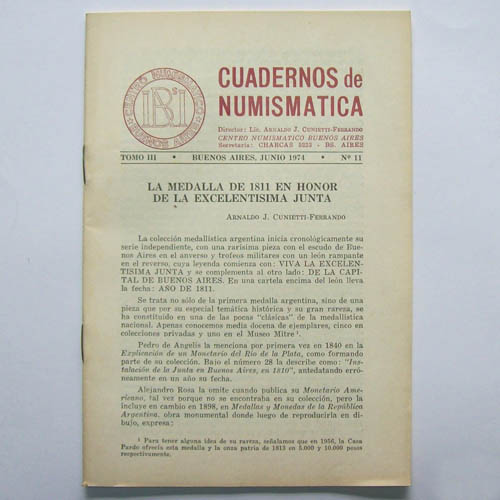 CENTRO NUMISMATICO
BUENOS AIRES
CUADERNOS de
NUMISMATICA
Director: Lic. ARNALDO J. CUNIETTI-FERRANDO
CENTRO NUMISMATICO BUENOS AIRES
Secretaría: CHARCAS 3323 - BS. AIRES
TOMO III • BUENOS AIRES, JUNIO 1974 • Nº 11
LA MEDALLA DE 1811 EN HONOR
DE LA EXCELENTISIMA JUNTA
ARNALDO J. CUNIETTI-FERRANDO
La colección medallística argentina inicia cronológicamente su
serie independiente, con una rarísima pieza con el escudo de Bue-
nos Aires en el anverso y trofeos militares con un león rampante
en el reverso, cuya leyenda comienza con: VIVA LA EXCELEN-
TISIMA JUNTA y se complementa al otro lado: DE LA CAPI-
TAL DE BUENOS AIRES. En una cartela encima del león lleva
la fecha: AÑO DE 1811.
Se trata no sólo de la primera medalla argentina, sino de una
pieza que por su especial temática histórica y su gran rareza, se
ha constituido en una de las pocas "clásicas" de la medallística
nacional. Apenas conocemos media docena de ejemplares, cinco en
colecciones privadas y uno en el Museo Mitre ¹.
Pedro de Angelis la menciona por primera vez en 1840 en la
Explicación de un Monetario del Río de la Plata, como formando
parte de su colección. Bajo el número 28 la describe como: "Ins-
talación de la Junta en Buenos Aires, en 1810", antedatando erró-
neamente en un año su fecha.
Alejandro Rosa la omite cuando publica su Monetario Ame-
ricano, tal vez porque no se encontraba en su colección, pero la
incluye en cambio en 1898, en Medallas y Monedas de la República
Argentina, obra monumental donde luego de reproducirla en di-
bujo, expresa:
¹ Para tener alguna idea de su rareza, señalamos que en 1956, la Casa
Pardo ofrecía esta medalla y la onza patria de 1813 en 5.000 y 10.000 pesos
respectivamente.